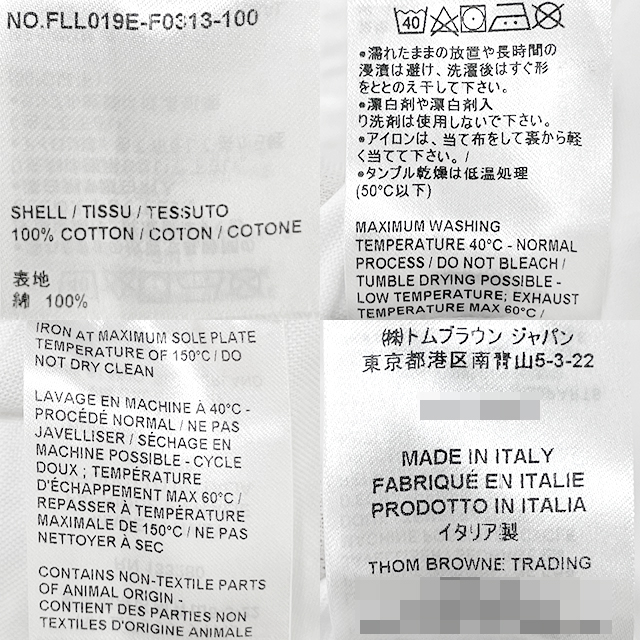 NO.FLL019E-F0313-100
SHELL / TISSU / TESSUTO
100% COTTON / COTON / COTONE
表地
綿 100%
40
•濡れたままの放置や長時間の
浸漬は避け、洗濯後はすぐ形
をととのえ干して下さい。
•漂白剤や漂白剤入
り洗剤は使用しないで下さい。
•アイロンは、当て布をして裏から軽
く当てて下さい。/
•タンブル乾燥は低温処理
(50°C以下)
MAXIMUM WASHING
TEMPERATURE 40°C - NORMAL
PROCESS / DO NOT BLEACH /
TUMBLE DRYING POSSIBLE -
LOW TEMPERATURE; EXHAUST
TEMPERATURE MAX 60°C /
IRON AT MAXIMUM SOLE PLATE
TEMPERATURE OF 150°C / DO
NOT DRY CLEAN
LAVAGE EN MACHINE À 40°C -
PROCÉDÉ NORMAL / NE PAS
JAVELLISER / SÉCHAGE EN
MACHINE POSSIBLE - CYCLE
DOUX ; TEMPÉRATURE
D'ÉCHAPPEMENT MAX 60°C /
REPASSER À TEMPÉRATURE
MAXIMALE DE 150°C / NE PAS
NETTOYER À SEC
CONTAINS NON-TEXTILE PARTS
OF ANIMAL ORIGIN -
CONTIENT DES PARTIES NON
TEXTILES D'ORIGINE ANIMALE
(株)トムブラウン ジャパン
東京都港区南青山5-3-22
MADE IN ITALY
FABRIQUÉ EN ITALIE
PRODOTTO IN ITALIA
イタリア製
THOM BROWNE TRADING